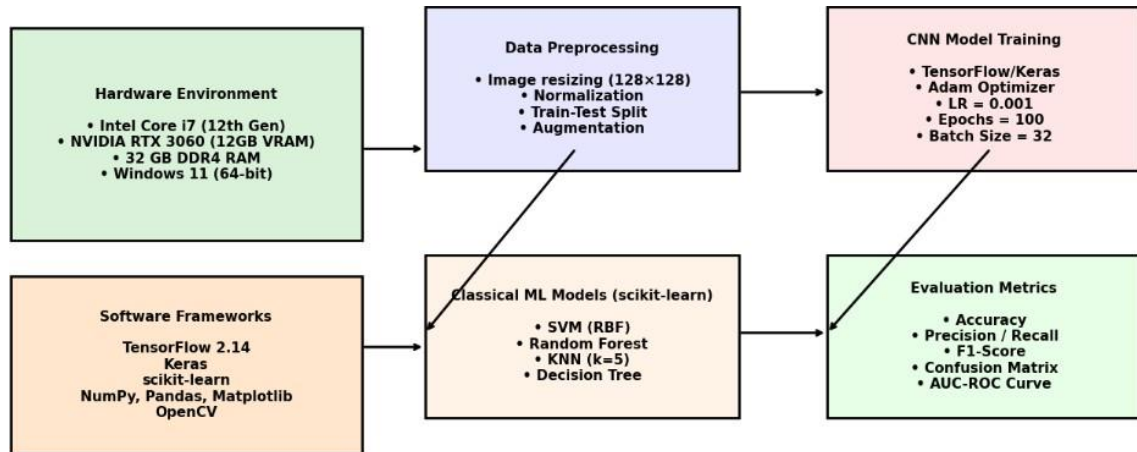 Hardware Environment
• Intel Core i7 (12th Gen)
• NVIDIA RTX 3060 (12GB VRAM)
• 32 GB DDR4 RAM
• Windows 11 (64-bit)
Data Preprocessing
• Image resizing (128×128)
• Normalization
• Train-Test Split
• Augmentation
CNN Model Training
• TensorFlow/Keras
• Adam Optimizer
• LR = 0.001
• Epochs = 100
• Batch Size = 32
Software Frameworks
TensorFlow 2.14
Keras
scikit-learn
NumPy, Pandas, Matplotlib
OpenCV
Classical ML Models (scikit-learn)
• SVM (RBF)
• Random Forest
• KNN (k=5)
• Decision Tree
Evaluation Metrics
• Accuracy
• Precision / Recall
• F1-Score
• Confusion Matrix
• AUC-ROC Curve